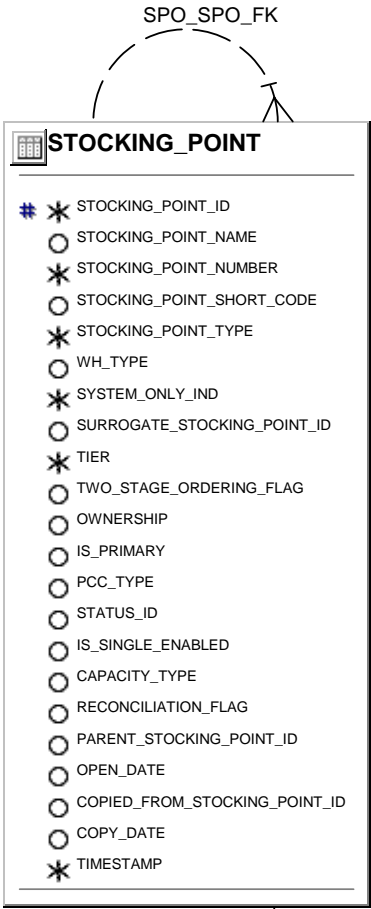 SPO_SPO_FK
STOCKING_POINT
# * STOCKING_POINT_ID
STOCKING_POINT_NAME
* STOCKING_POINT_NUMBER
STOCKING_POINT_SHORT_CODE
* STOCKING_POINT_TYPE
WH_TYPE
* SYSTEM_ONLY_IND
SURROGATE_STOCKING_POINT_ID
* TIER
TWO_STAGE_ORDERING_FLAG
OWNERSHIP
IS_PRIMARY
PCC_TYPE
STATUS_ID
IS_SINGLE_ENABLED
CAPACITY_TYPE
RECONCILIATION_FLAG
PARENT_STOCKING_POINT_ID
OPEN_DATE
COPIED_FROM_STOCKING_POINT_ID
COPY_DATE
* TIMESTAMP